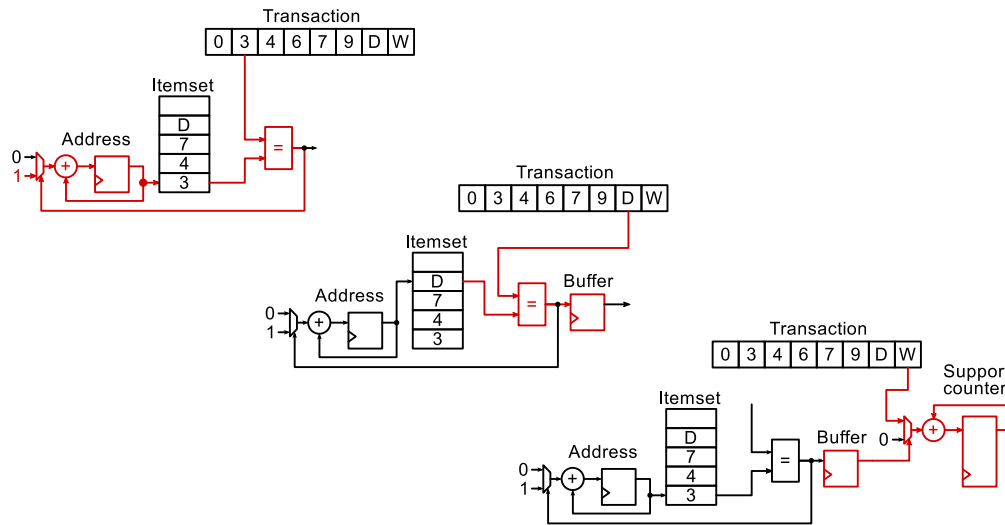 Transaction
0 3 4 6 7 9 D W
Itemset
D
7
4
3
Address
0
1
+
=
Transaction
0 3 4 6 7 9 D W
Itemset
D
7
4
3
Address
0
1
+
=
Buffer
Transaction
0 3 4 6 7 9 D W
Itemset
D
7
4
3
Address
0
1
+
=
Buffer
0
+
Suppor
counter